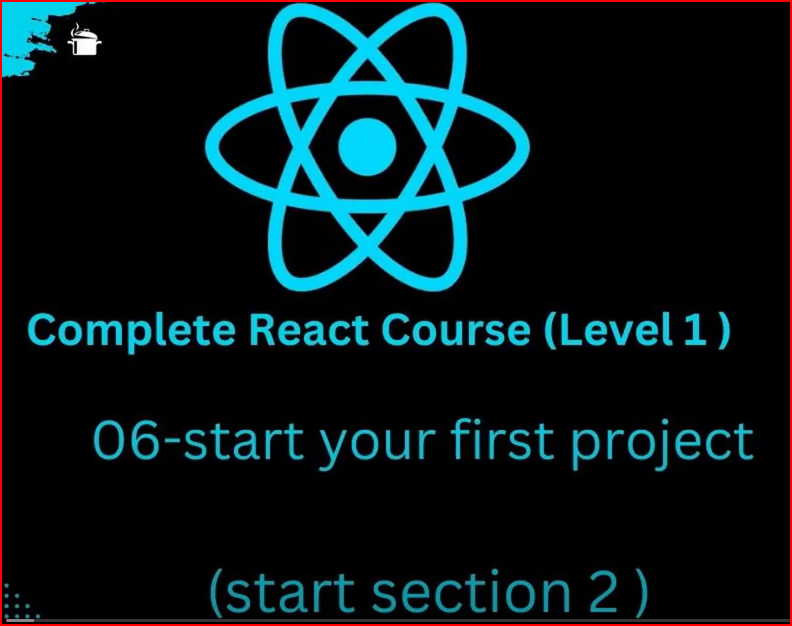 Complete React Course (Level 1 )
06-start your first project
(start section 2 )